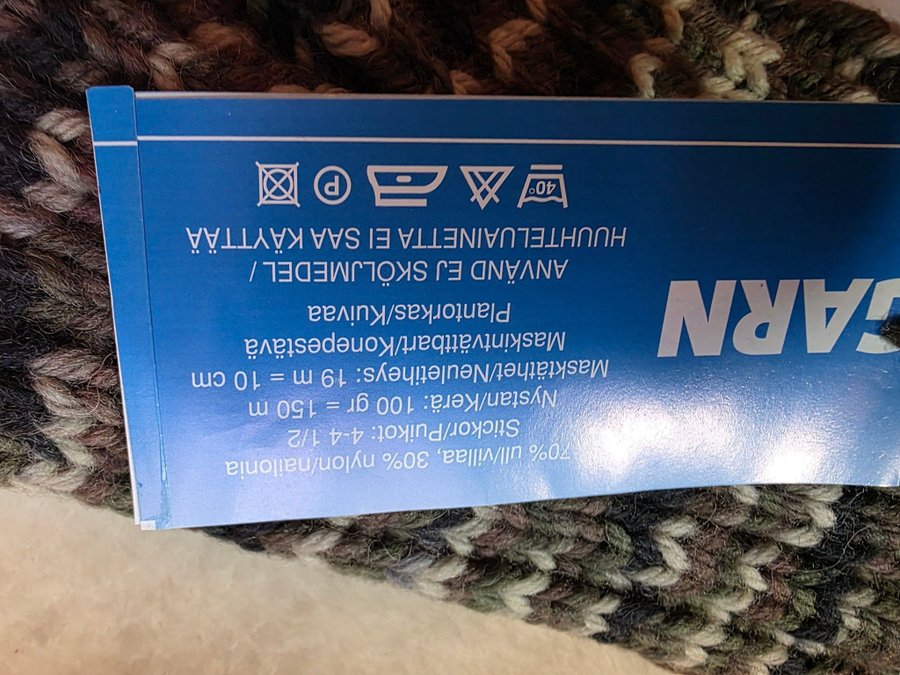 GARN
70% ull/villaa, 30% nylon/nailonia
Stickor/Puikot: 4-4 1/2
Nystan/Kerä: 100 gr = 150 m
Masktäthet/Neuletiheys: 19 m = 10 cm
Maskintvättbart/Konepestävä
Plantorkas/Kuivaa
ANVÄND EJ SKÖLJMEDEL /
HUUHTELUAINETTA EI SAA KÄYTTÄÄ
40° P